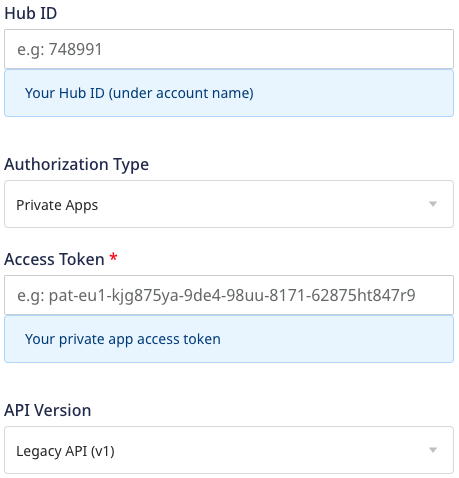 Hub ID
e.g: 748991
Your Hub ID (under account name)
Authorization Type
Private Apps
Access Token *
e.g: pat-eu1-kjg875ya-9de4-98uu-8171-62875ht847r9
Your private app access token
API Version
Legacy API (v1)